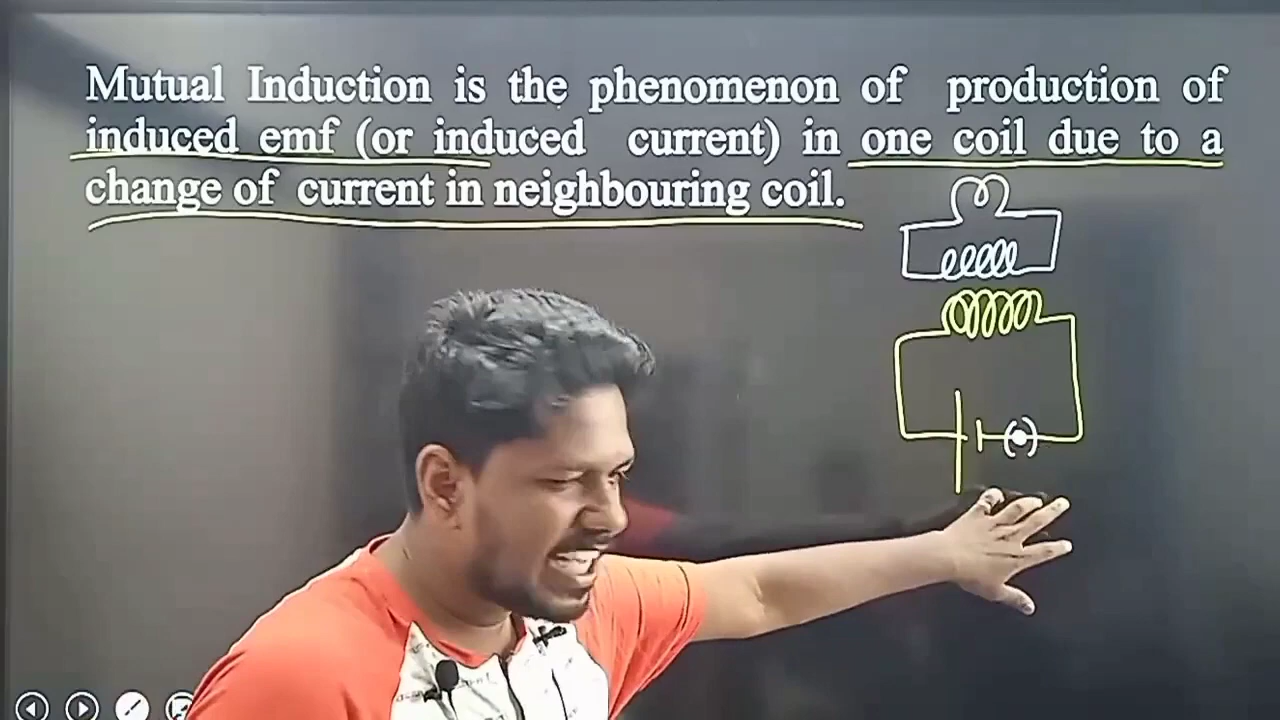 Mutual Induction is the phenomenon of production of
induced emf (or induced current) in one coil due to a
change of current in neighbouring coil.